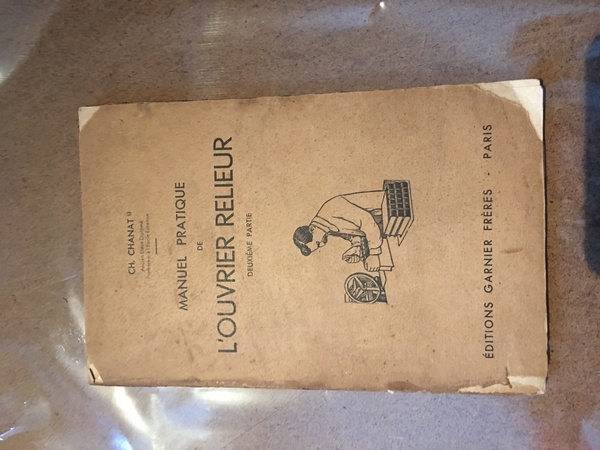 CH. CHANAT
MANUEL PRATIQUE
DE
L'OUVRIER RELIEUR
DEUXIÈME PARTIE
ÉDITIONS GARNIER FRÈRES - PARIS